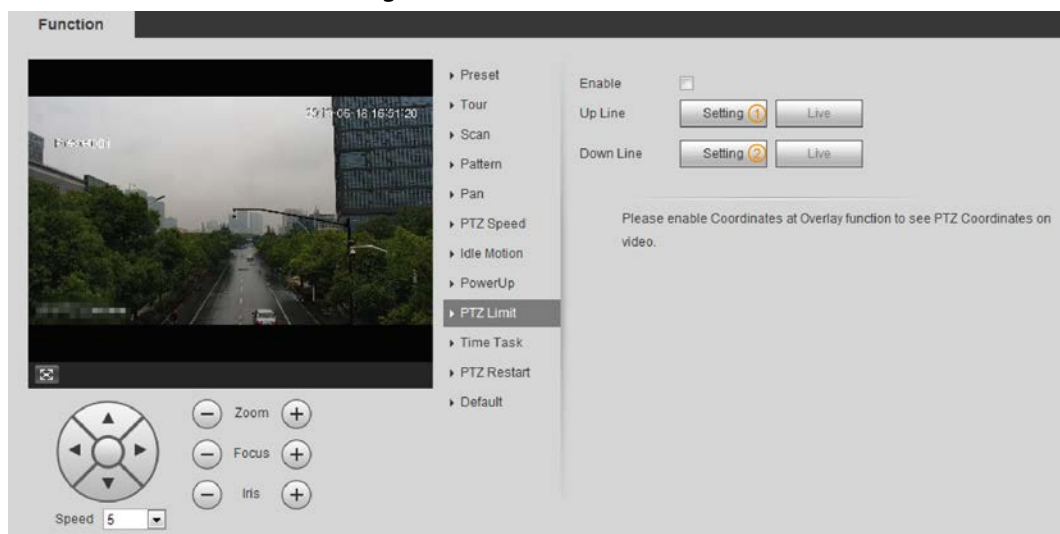 Function
Preset
Tour
Scan
Pattern
Pan
PTZ Speed
Idle Motion
PowerUp
PTZ Limit
Time Task
PTZ Restart
Default
Enable
Up Line Setting 1 Live
Down Line Setting 2 Live
Please enable Coordinates at Overlay function to see PTZ Coordinates on
video.
Zoom
Focus
Iris
Speed 5